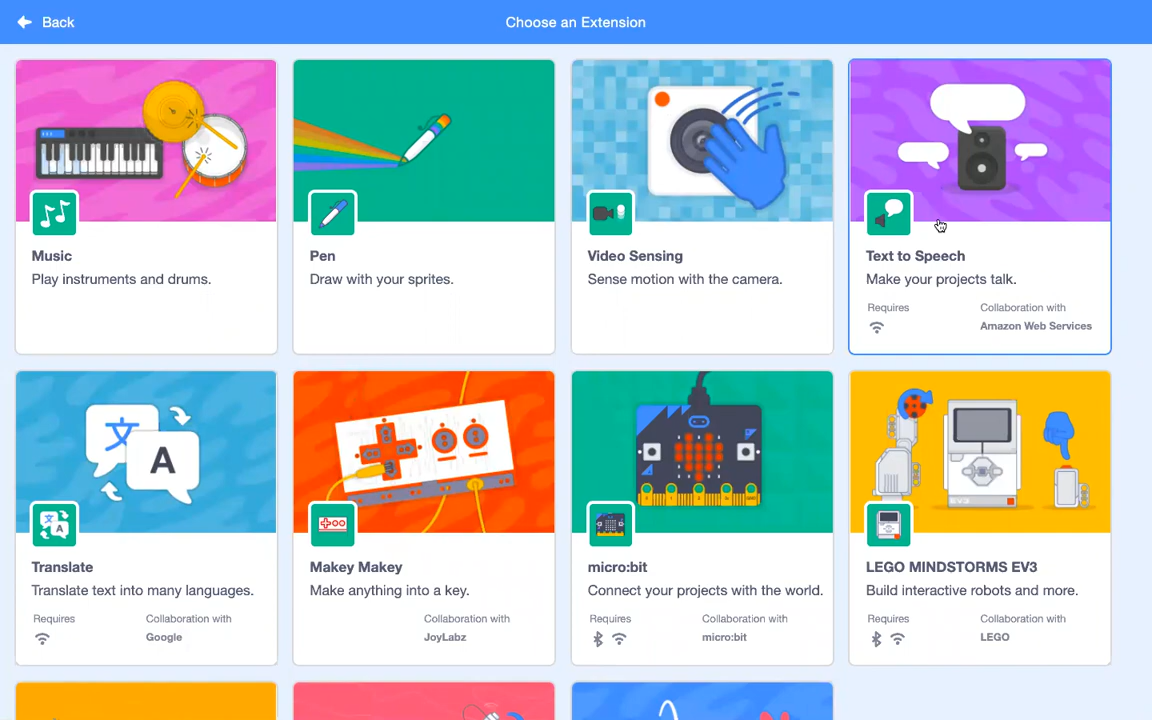 Back
Choose an Extension
Music
Play instruments and drums.
Pen
Draw with your sprites.
Video Sensing
Sense motion with the camera.
Text to Speech
Make your projects talk.
Requires
Collaboration with
Amazon Web Services
文
A
文
A
EV3
Translate
Translate text into many languages.
Requires
Collaboration with
Google
Makey Makey
Make anything into a key.
Collaboration with
JoyLabz
micro:bit
Connect your projects with the world.
Requires
Collaboration with
micro:bit
LEGO MINDSTORMS EV3
Build interactive robots and more.
Requires
Collaboration with
LEGO